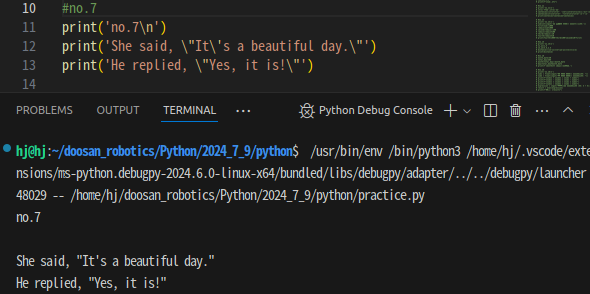 10 #no.7
11 print('no.7\n')
12 print('She said, \"It\'s a beautiful day.\"')
13 print('He replied, \"Yes, it is!\"')
14
PROBLEMS OUTPUT TERMINAL ··· Python Debug Console
hj@hj:~/doosan_robotics/Python/2024_7_9/python$ /usr/bin/env /bin/python3 /home/hj/.vscode/exte
nsions/ms-python.debugpy-2024.6.0-linux-x64/bundled/libs/debugpy/adapter/../../debugpy/launcher
48029 -- /home/hj/doosan_robotics/Python/2024_7_9/python/practice.py
no.7
She said, "It's a beautiful day."
He replied, "Yes, it is!"